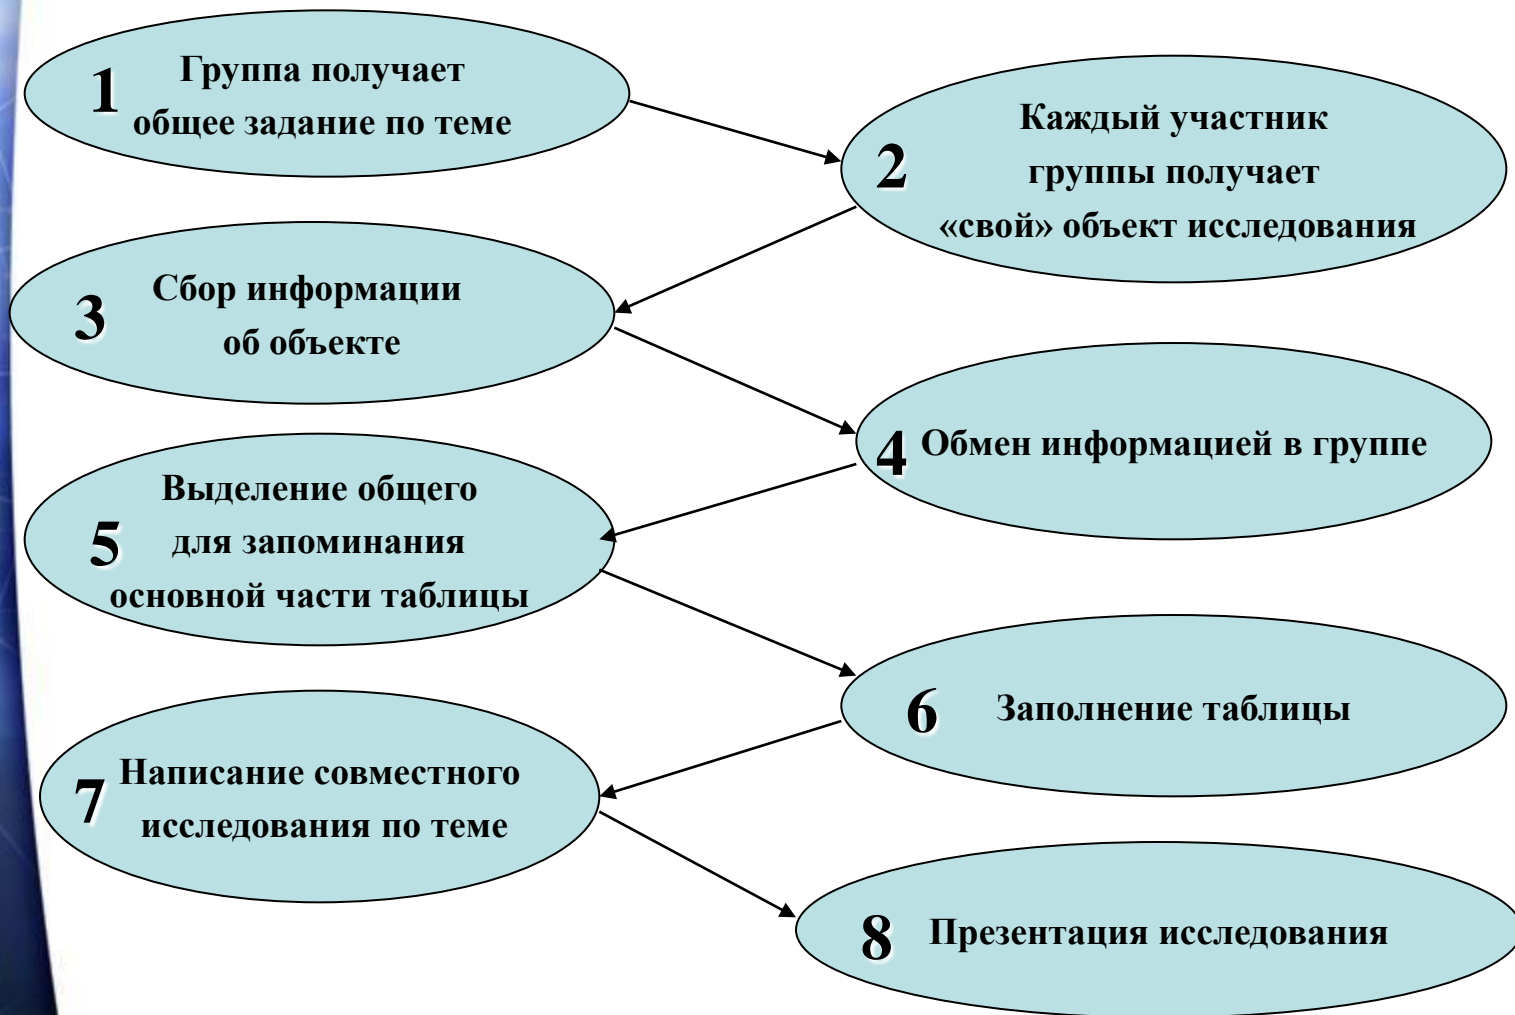 1
Группа получает
общее задание по теме
2
Каждый участник
группы получает
«свой» объект исследования
3
Сбор информации
об объекте
4
Обмен информацией в группе
5
Выделение общего
для запоминания
основной части таблицы
6
Заполнение таблицы
7
Написание совместного
исследования по теме
8
Презентация исследования